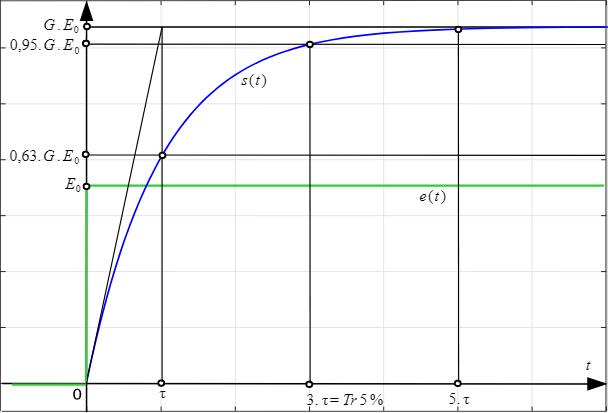 G.E₀
0,95.G.E₀
s(t)
0,63.G.E₀
E₀
e(t)
t
0
τ
3.τ=Tr5%
5.τ